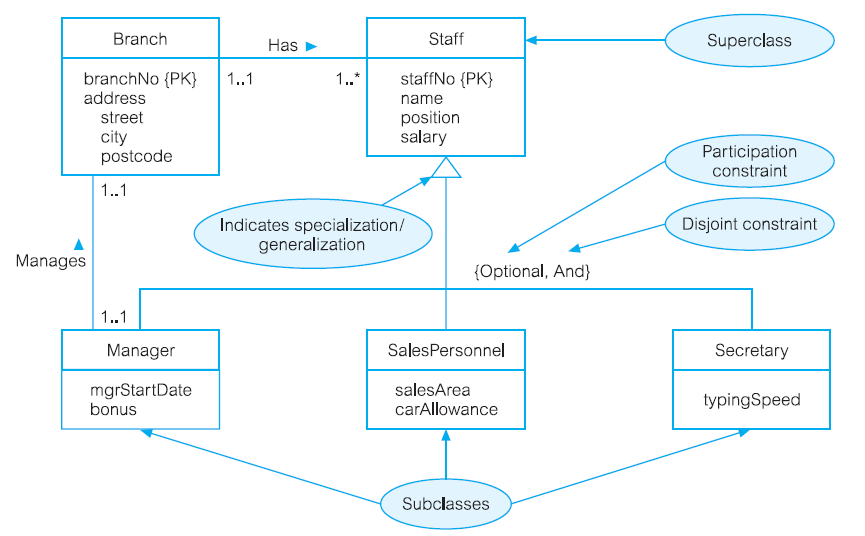 Branch
Has ►
Staff
Superclass
branchNo {PK}
address
street
city
postcode
1..1
1..*
staffNo {PK}
name
position
salary
Participation
constraint
1..1
Indicates specialization/
generalization
Disjoint constraint
▲
Manages
{Optional, And}
1..1
Manager
mgrStartDate
bonus
SalesPersonnel
salesArea
carAllowance
Secretary
typingSpeed
Subclasses